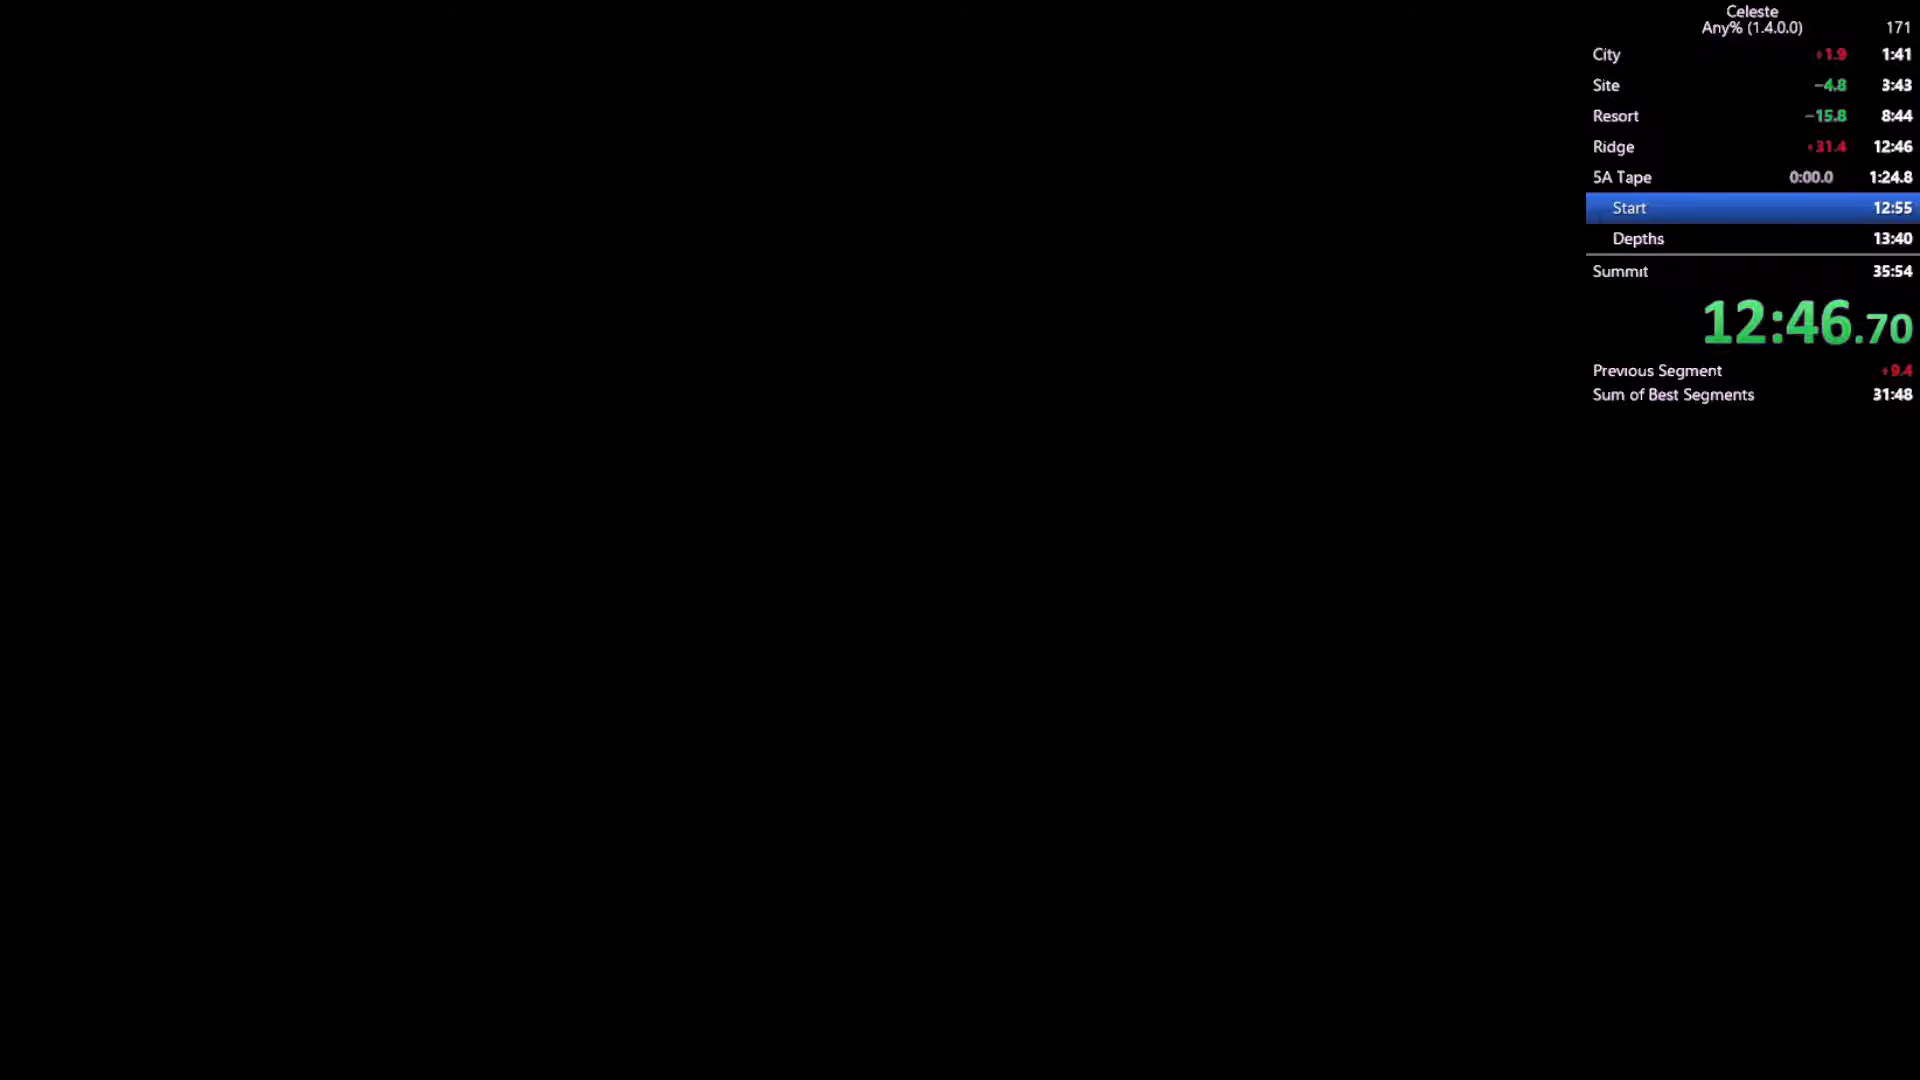 Celeste
Any% (1.4.0.0) 171
City +1.9 1:41
Site −4.8 3:43
Resort −15.8 8:44
Ridge +31.4 12:46
5A Tape 0:00.0 1:24.8
Start 12:55
Depths 13:40
Summit 35:54
12:46.70
Previous Segment +9.4
Sum of Best Segments 31:48